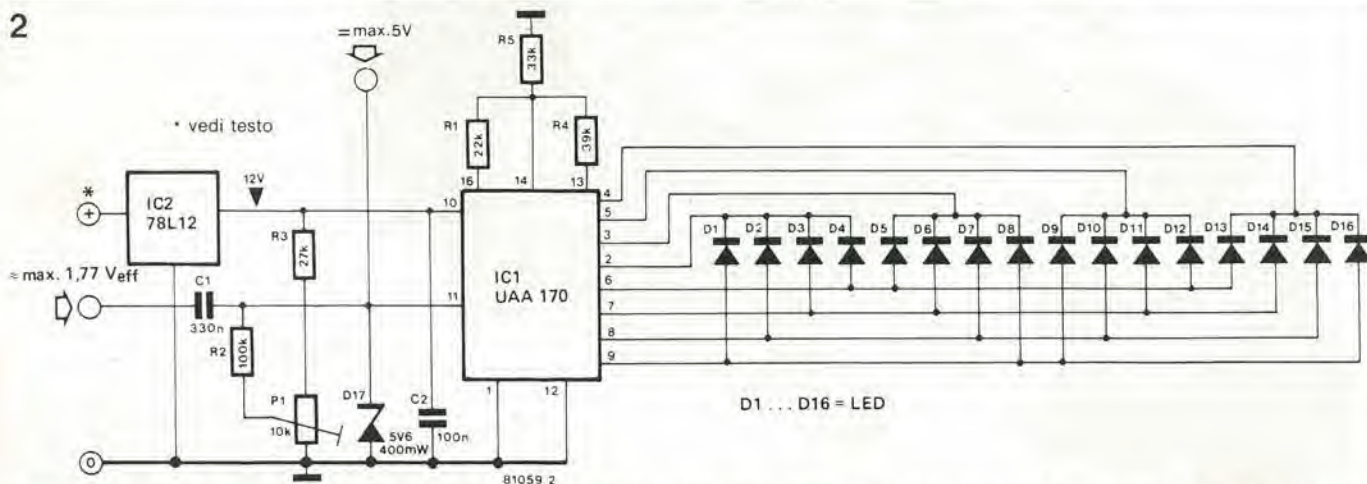 2
= max. 5V
* vedi testo
R5
33k
R1
22k
R4
39k
16
14
13
*
+
IC2
78L12
12V
10
4
5
3
2
6
7
8
9
R3
27k
IC1
UAA 170
D1
D2
D3
D4
D5
D6
D7
D8
D9
D10
D11
D12
D13
D14
D15
D16
≈ max. 1,77 Veff
C1
330n
11
R2
100k
P1
10k
D17
5V6
400mW
C2
100n
1
12
D1 ... D16 = LED
0
81059 2